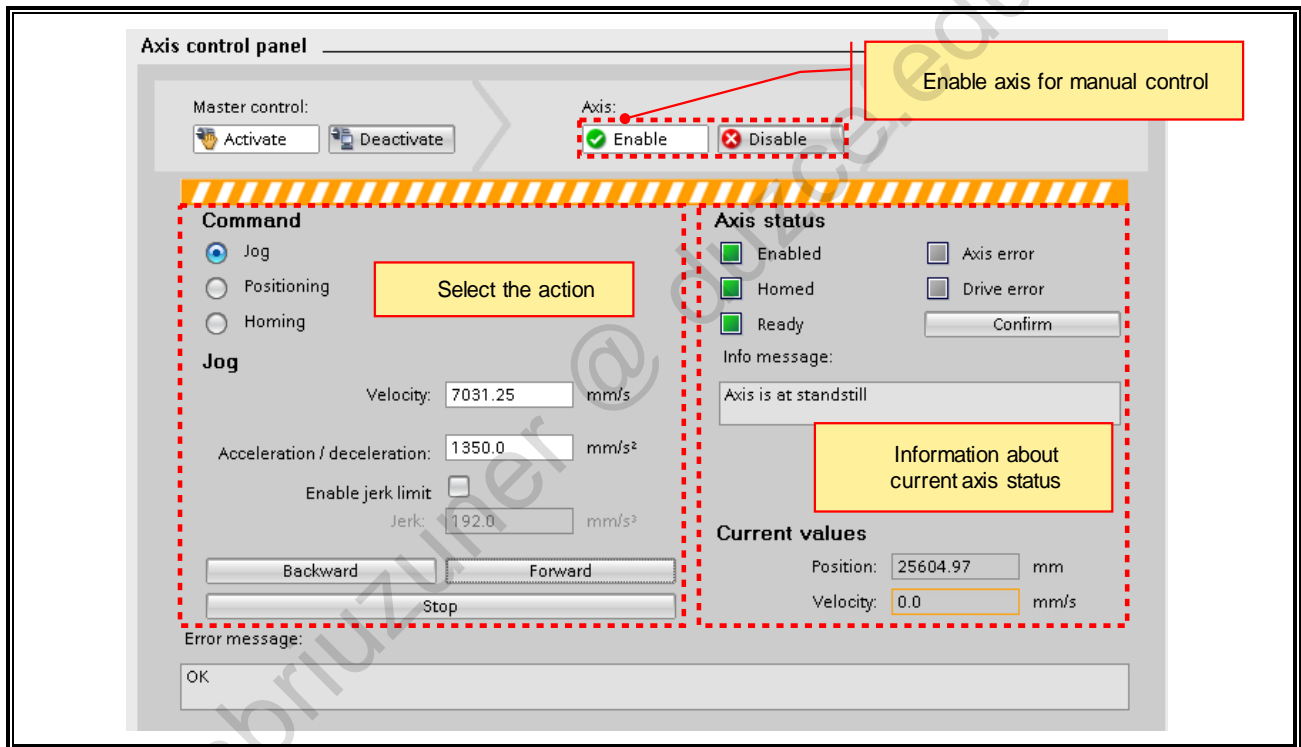 Axis control panel
Enable axis for manual control
Master control:
Axis:
Activate
Deactivate
Enable
Disable
Command
Jog
Positioning
Homing
Select the action
Jog
Velocity: 7031.25 mm/s
Acceleration / deceleration: 1350.0 mm/s²
Enable jerk limit
Jerk: 192.0 mm/s³
Backward
Forward
Stop
Axis status
Enabled
Axis error
Homed
Drive error
Ready
Confirm
Info message:
Axis is at standstill
Information about
current axis status
Current values
Position: 25604.97 mm
Velocity: 0.0 mm/s
Error message:
OK
ebriuzuner @ duzce.edu